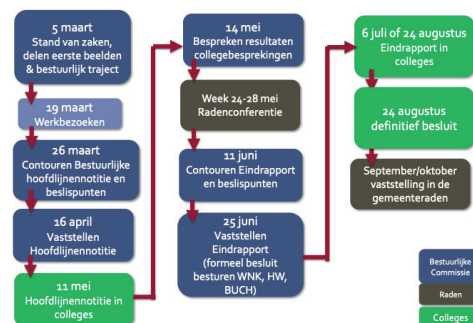 5 maart
Stand van zaken,
delen eerste beelden
& bestuurlijk traject
19 maart
Werkbezoeken
26 maart
Contouren Bestuurlijke
hoofdlijnennotitie en
beslispunten
16 april
Vaststellen
Hoofdlijnennotitie
11 mei
Hoofdlijnennotitie in
colleges
14 mei
Bespreken resultaten
collegebesprekingen
Week 24-28 mei
Radenconferentie
11 juni
Contouren Eindrapport
en beslispunten
25 juni
Vaststellen
Eindrapport
(formeel besluit
besturen WNK, HW,
BUCH)
6 juli of 24 augustus
Eindrapport in
colleges
24 augustus
definitief besluit
September/oktober
vaststelling in de
gemeenteraden
Bestuurlijke
Commissie
Raden
Colleges